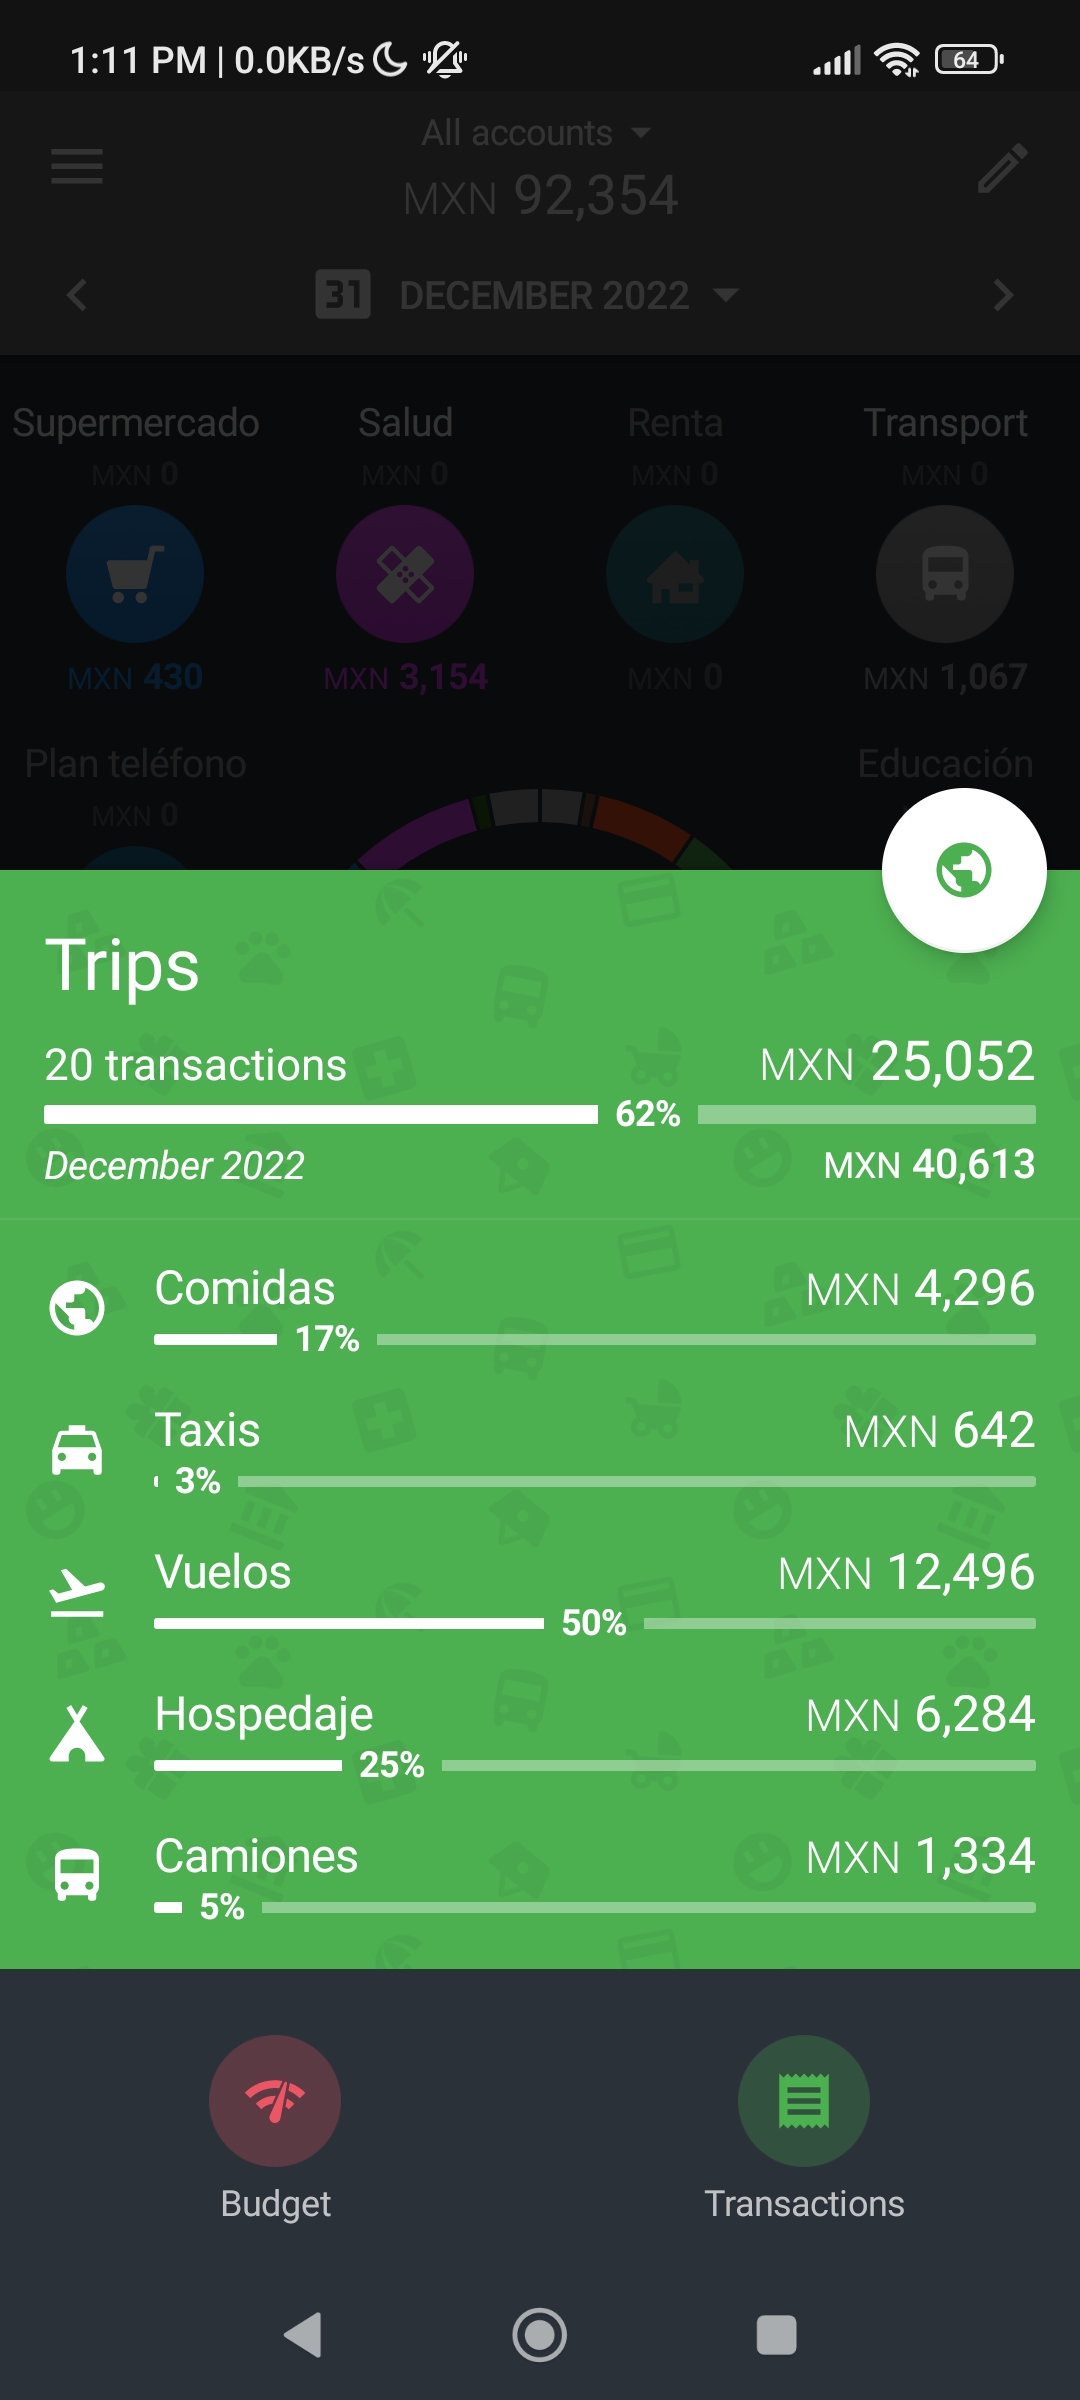 1:11 PM | 0.0KB/s 64
All accounts
MXN 92,354
31 DECEMBER 2022
Supermercado Salud Renta Transport
MXN 0 MXN 0 MXN 0 MXN 0
MXN 430 MXN 3,154 MXN 0 MXN 1,067
Plan teléfono Educación
MXN 0
Trips
20 transactions MXN 25,052
62%
December 2022 MXN 40,613
Comidas MXN 4,296
17%
Taxis MXN 642
3%
Vuelos MXN 12,496
50%
Hospedaje MXN 6,284
25%
Camiones MXN 1,334
5%
Budget Transactions